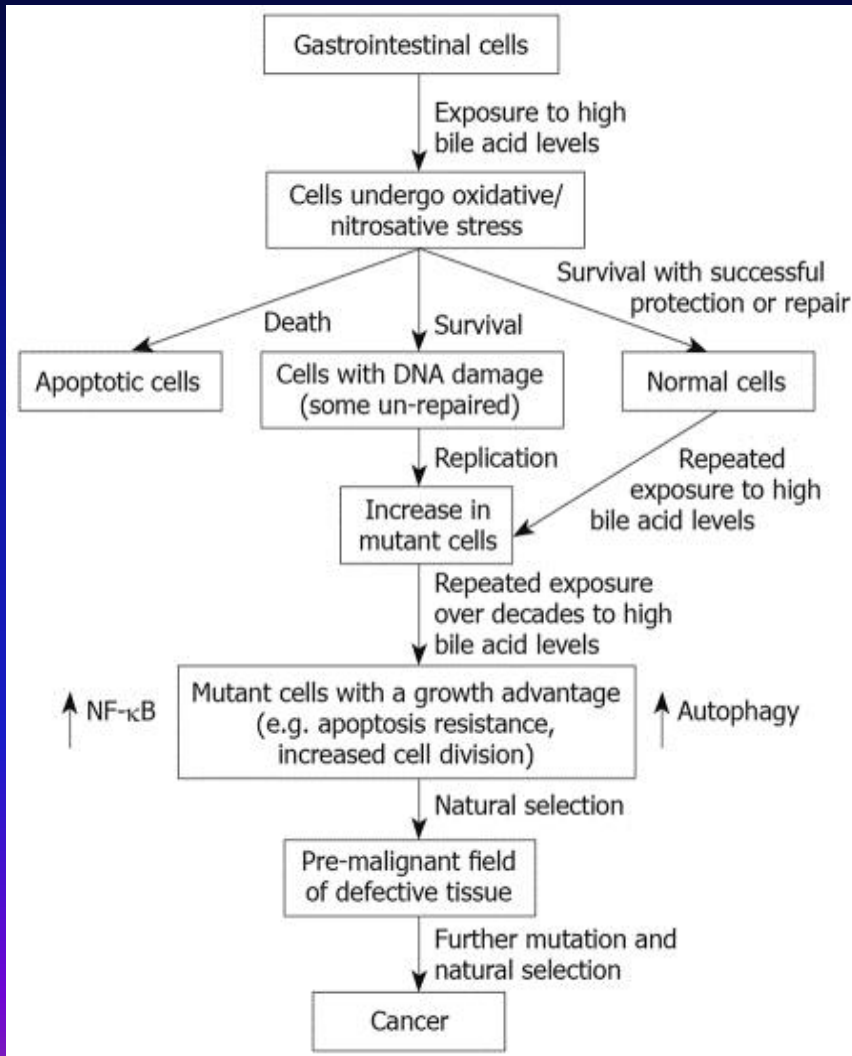 Gastrointestinal cells
Exposure to high
bile acid levels
Cells undergo oxidative/
nitrosative stress
Death
Survival
Survival with successful
protection or repair
Apoptotic cells
Cells with DNA damage
(some un-repaired)
Normal cells
Replication
Repeated
exposure to high
bile acid levels
Increase in
mutant cells
Repeated exposure
over decades to high
bile acid levels
NF-κB
Mutant cells with a growth advantage
(e.g. apoptosis resistance,
increased cell division)
Autophagy
Natural selection
Pre-malignant field
of defective tissue
Further mutation and
natural selection
Cancer